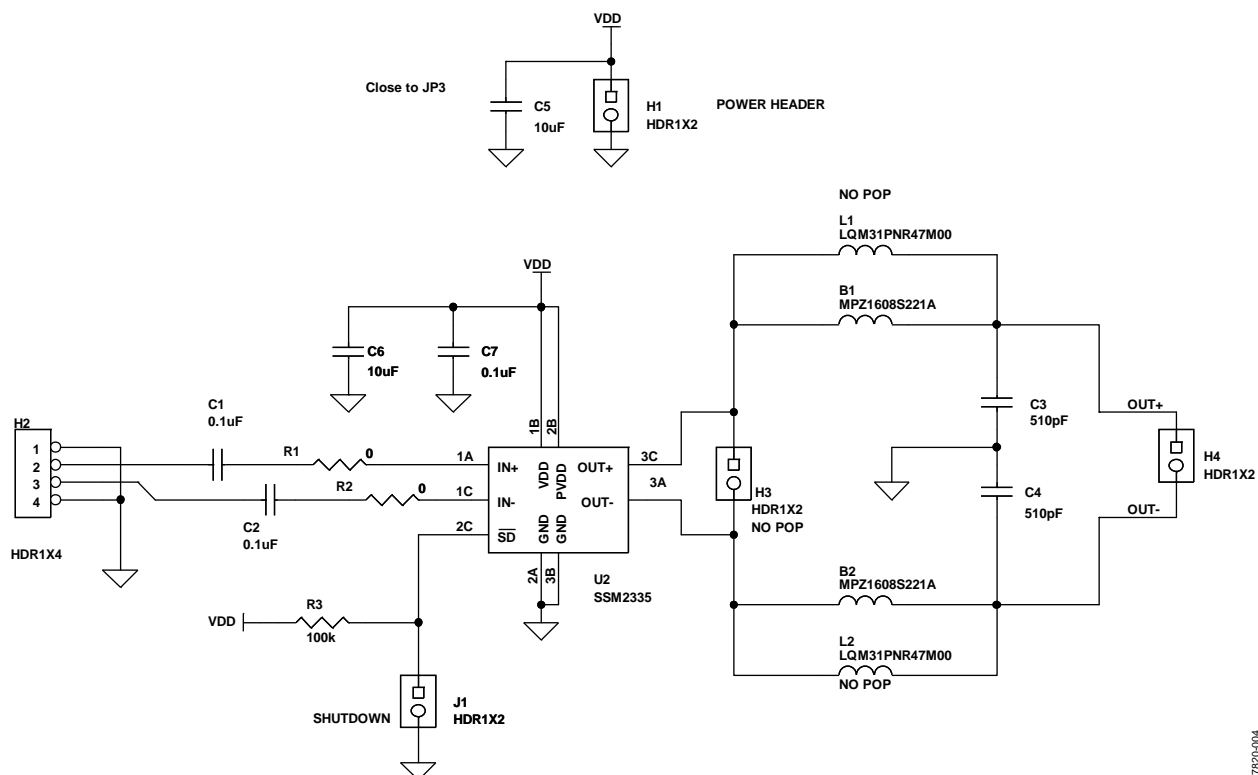 VDD
Close to JP3
C5
10uF
H1
HDR1X2
POWER HEADER
NO POP
L1
LQM31PNR47M00
B1
MPZ1608S221A
VDD
C6
10uF
C7
0.1uF
C1
0.1uF
H2
1
2
3
4
HDR1X4
R1
0
R2
0
C2
0.1uF
1B
2B
1A
1C
2C
IN+
IN-
SD
VDD
PVDD
GND
GND
OUT+
OUT-
3C
3A
2A
3B
U2
SSM2335
H3
HDR1X2
NO POP
C3
510pF
C4
510pF
OUT+
OUT-
H4
HDR1X2
B2
MPZ1608S221A
L2
LQM31PNR47M00
NO POP
VDD
R3
100k
SHUTDOWN
J1
HDR1X2
7820-004